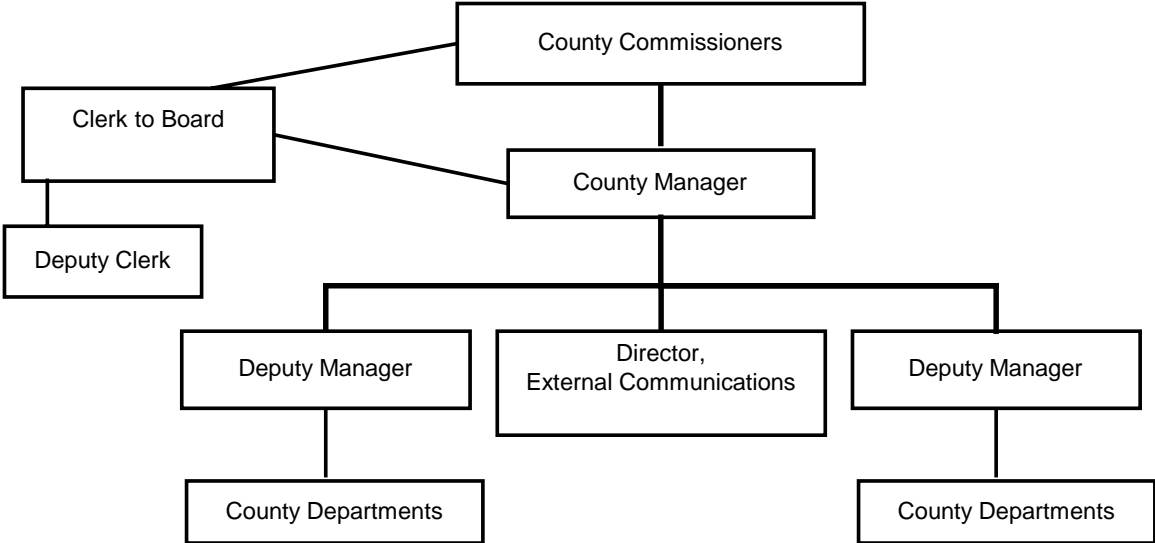 County Commissioners
Clerk to Board
County Manager
Deputy Clerk
Deputy Manager
Director,
External Communications
Deputy Manager
County Departments
County Departments